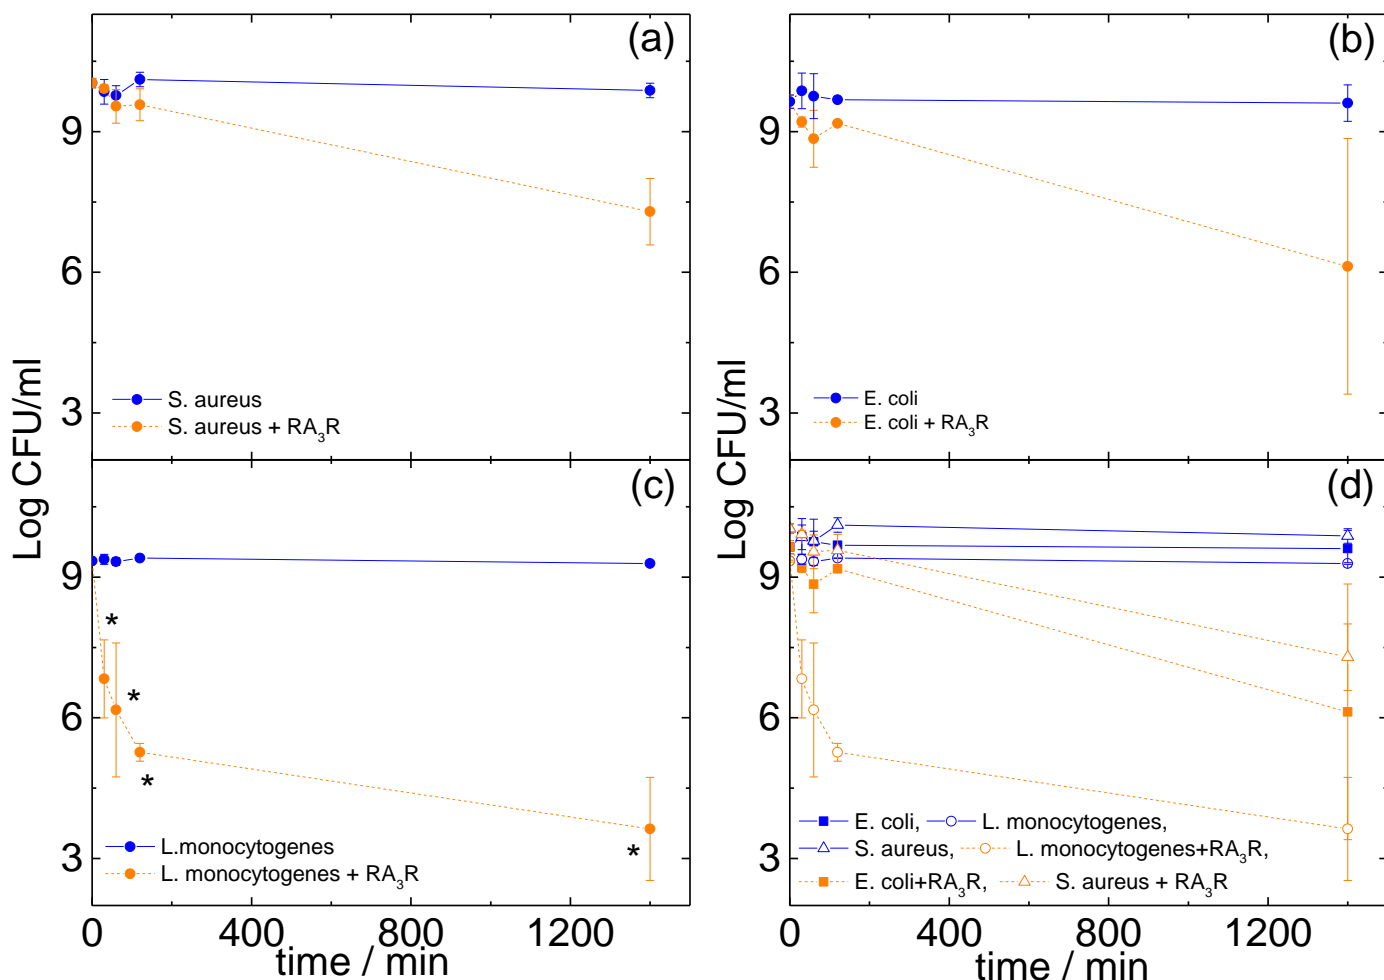 (a)
9
6
3
S. aureus
S. aureus + RA₃R
(b)
9
6
3
E. coli
E. coli + RA₃R
Log CFU/ml
Log CFU/ml
(c)
9
6
3
*
*
*
*
L.monocytogenes
L. monocytogenes + RA₃R
0 400 800 1200
time / min
(d)
9
6
3
E. coli, L. monocytogenes,
S. aureus, L. monocytogenes+RA₃R,
E. coli+RA₃R, S. aureus + RA₃R
0 400 800 1200
time / min